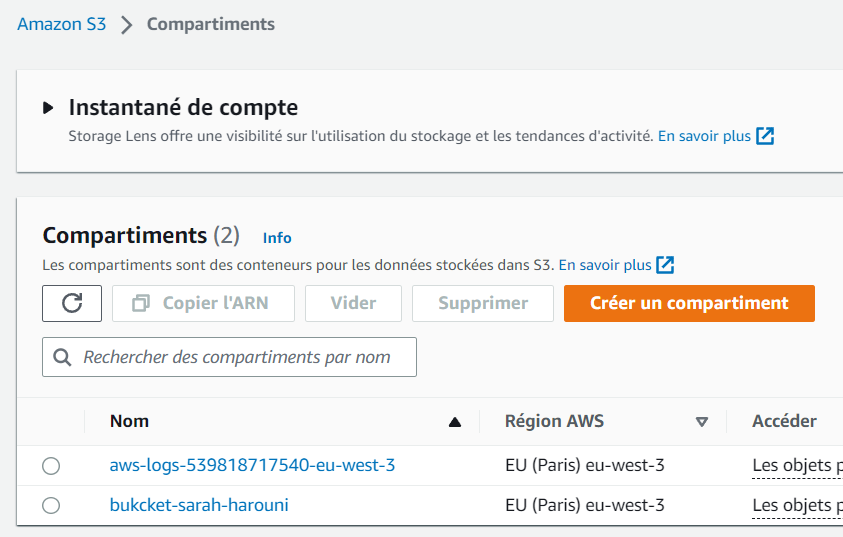 Amazon S3 > Compartiments
Instantané de compte
Storage Lens offre une visibilité sur l'utilisation du stockage et les tendances d'activité. En savoir plus
Compartiments (2) Info
Les compartiments sont des conteneurs pour les données stockées dans S3. En savoir plus
Copier l'ARN Vider Supprimer Créer un compartiment
Rechercher des compartiments par nom
Nom Région AWS Accéder
aws-logs-539818717540-eu-west-3 EU (Paris) eu-west-3 Les objets p
bukcket-sarah-harouni EU (Paris) eu-west-3 Les objets p